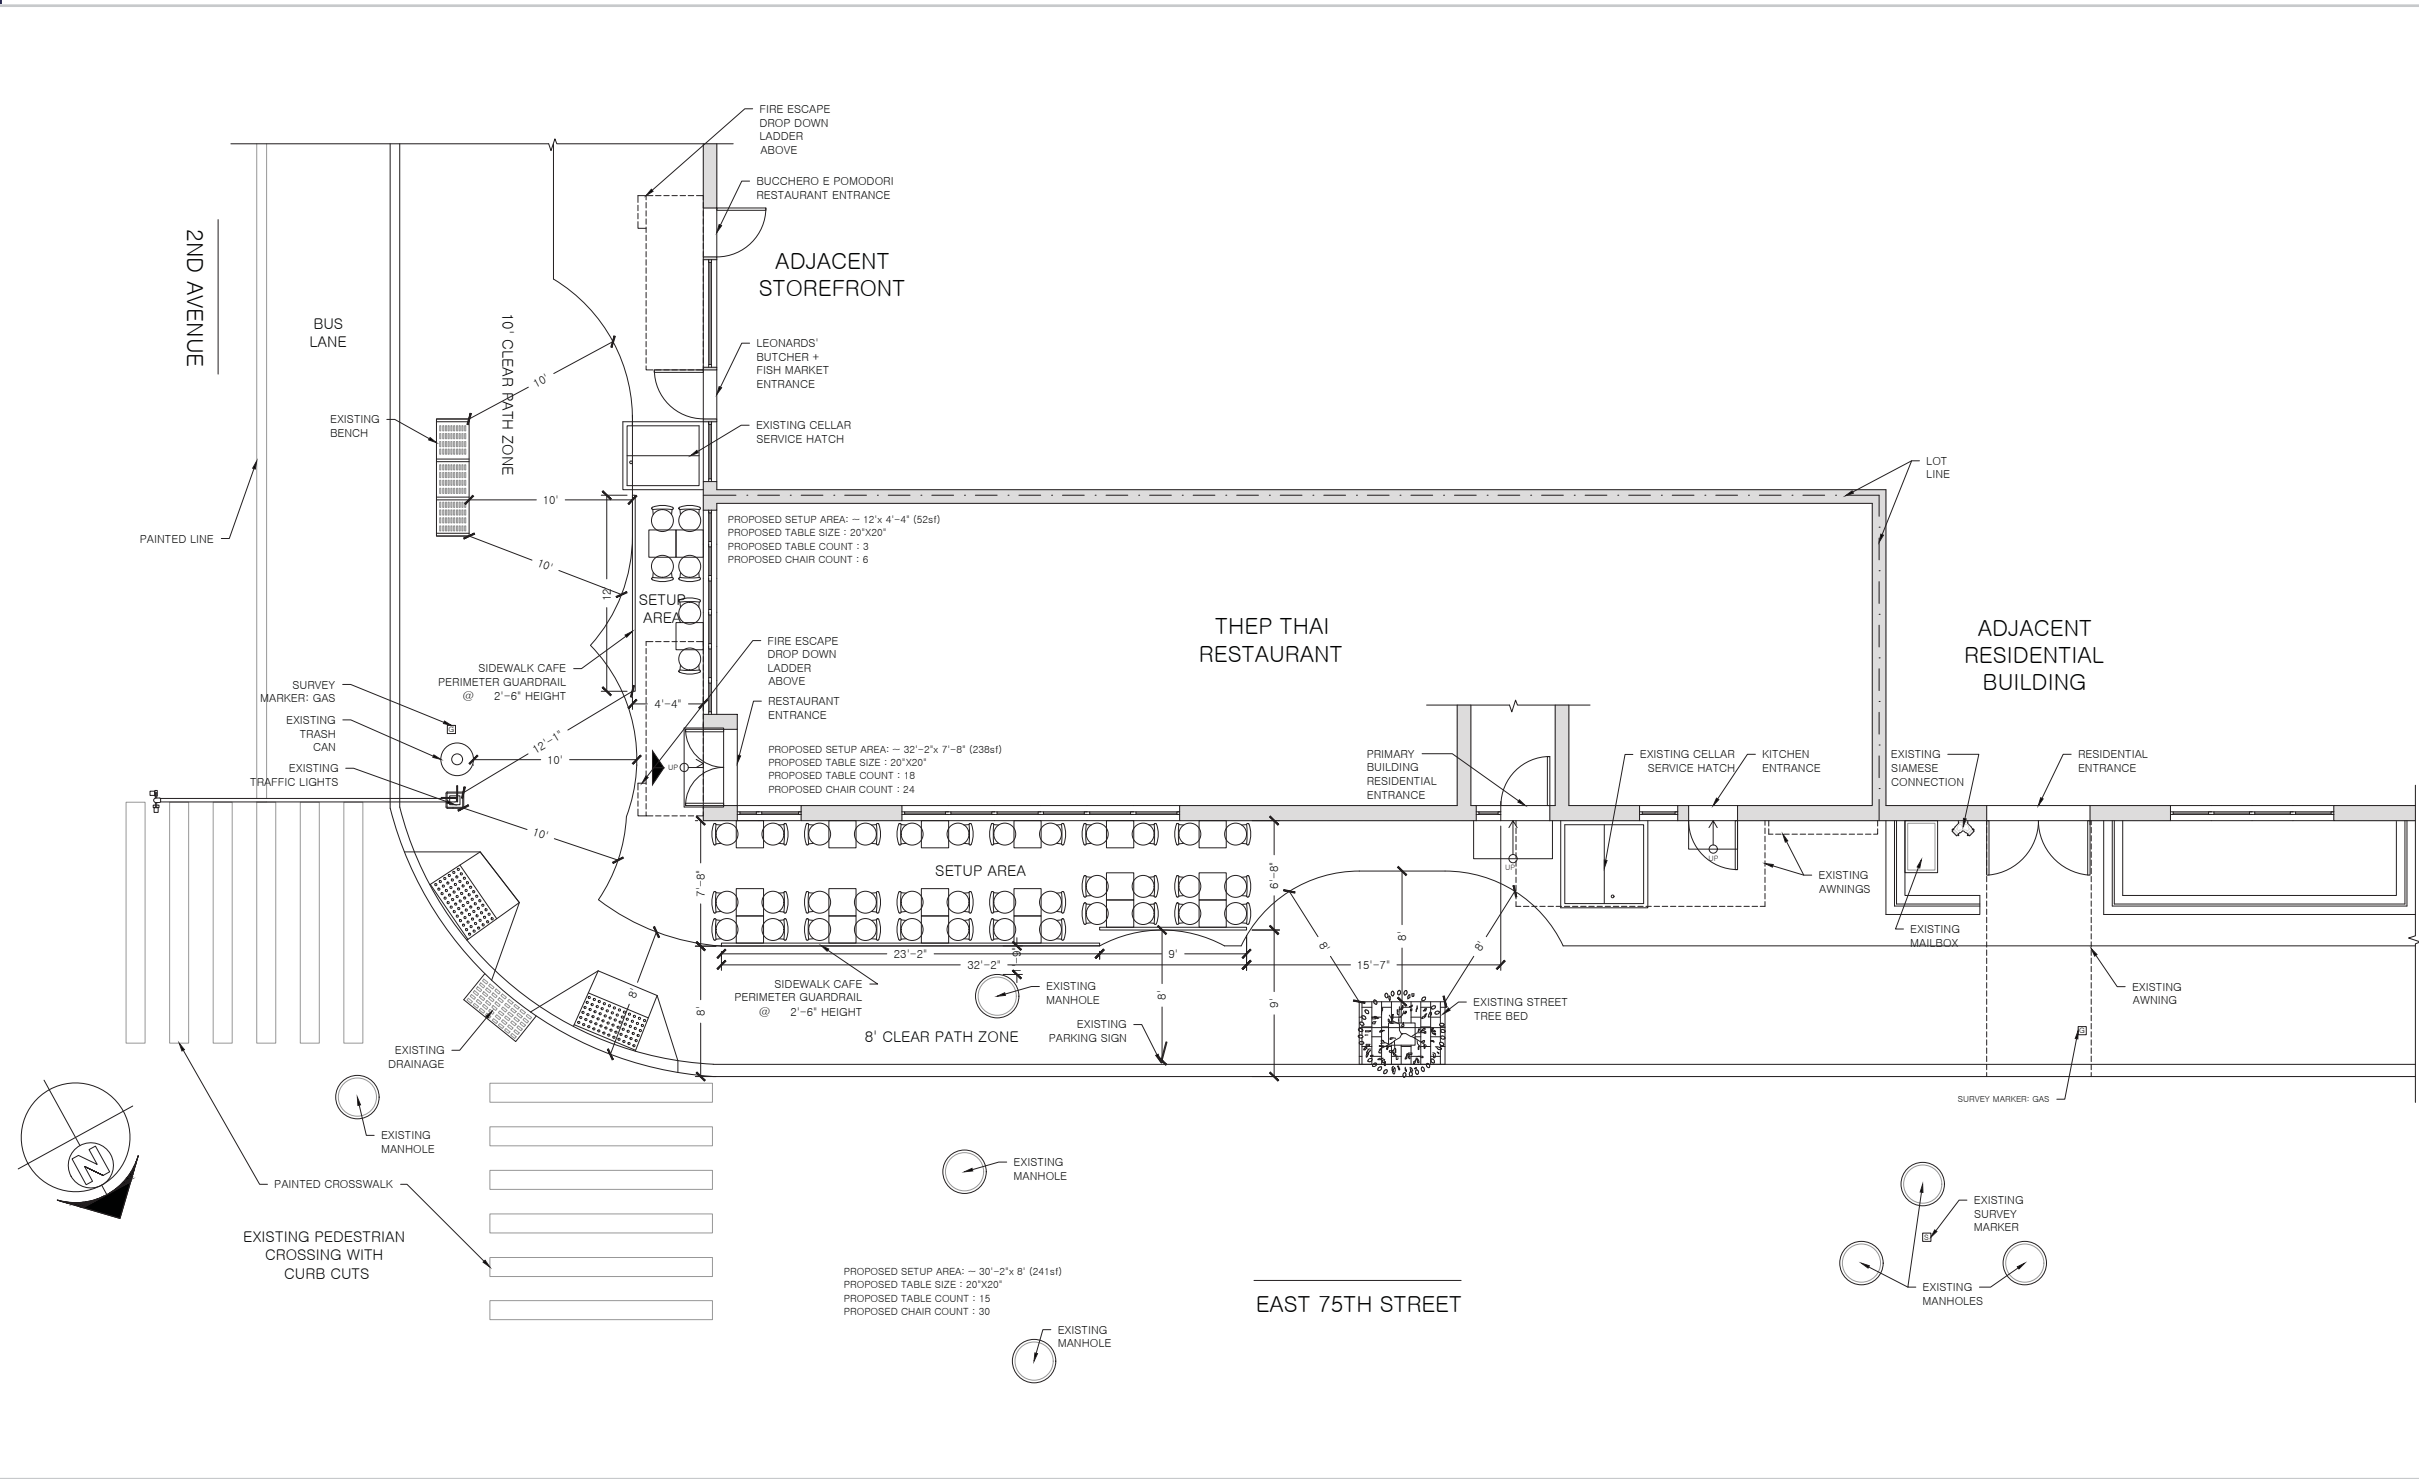 FIRE ESCAPE
DROP DOWN
LADDER
ABOVE
BUCCHERO E POMODORI
RESTAURANT ENTRANCE
ADJACENT
STOREFRONT
2ND AVENUE
BUS
LANE
10' CLEAR PATH ZONE
LEONARDS'
BUTCHER +
FISH MARKET
ENTRANCE
10'
EXISTING
BENCH
EXISTING CELLAR
SERVICE HATCH
LOT
LINE
10'
PAINTED LINE
PROPOSED SETUP AREA: ~ 12'x 4'-4" (52sf)
PROPOSED TABLE SIZE : 20"X20"
PROPOSED TABLE COUNT : 3
PROPOSED CHAIR COUNT : 6
10'
12'
SETUP
AREA
THEP THAI
RESTAURANT
ADJACENT
RESIDENTIAL
BUILDING
FIRE ESCAPE
DROP DOWN
LADDER
ABOVE
SIDEWALK CAFE
PERIMETER GUARDRAIL
@ 2'-6" HEIGHT
SURVEY
MARKER: GAS
G
4'-4"
RESTAURANT
ENTRANCE
EXISTING
TRASH
CAN
12'-1"
10'
UP
EXISTING
TRAFFIC LIGHTS
PROPOSED SETUP AREA: ~ 32'-2"x 7'-8" (238sf)
PROPOSED TABLE SIZE : 20"X20"
PROPOSED TABLE COUNT : 18
PROPOSED CHAIR COUNT : 24
PRIMARY
BUILDING
RESIDENTIAL
ENTRANCE
EXISTING CELLAR
SERVICE HATCH
KITCHEN
ENTRANCE
EXISTING
SIAMESE
CONNECTION
RESIDENTIAL
ENTRANCE
10'
7'-8"
SETUP AREA
6'-8"
UP
UP
EXISTING
AWNINGS
EXISTING
MAILBOX
8'
8'
8'
23'-2"
9'
32'-2"
15'-7"
SIDEWALK CAFE
PERIMETER GUARDRAIL
@ 2'-6" HEIGHT
EXISTING
MANHOLE
8'
8'
8'
9'
EXISTING STREET
TREE BED
EXISTING
AWNING
8' CLEAR PATH ZONE
EXISTING
PARKING SIGN
G
EXISTING
DRAINAGE
SURVEY MARKER: GAS
N
EXISTING
MANHOLE
EXISTING
MANHOLE
PAINTED CROSSWALK
EXISTING PEDESTRIAN
CROSSING WITH
CURB CUTS
EXISTING
SURVEY
MARKER
S
PROPOSED SETUP AREA: ~ 30'-2"x 8' (241sf)
PROPOSED TABLE SIZE : 20"X20"
PROPOSED TABLE COUNT : 15
PROPOSED CHAIR COUNT : 30
EAST 75TH STREET
EXISTING
MANHOLES
EXISTING
MANHOLE